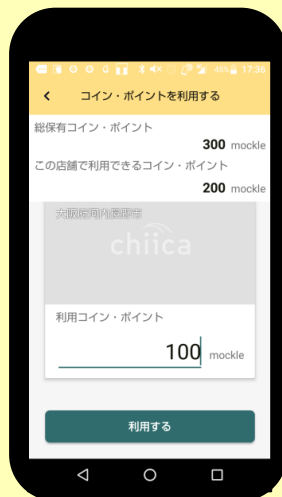 45% 17:36
コイン・ポイントを利用する
総保有コイン・ポイント
300 mockle
この店舗で利用できるコイン・ポイント
200 mockle
大阪府河内長野市
chiica
利用コイン・ポイント
100 mockle
利用する